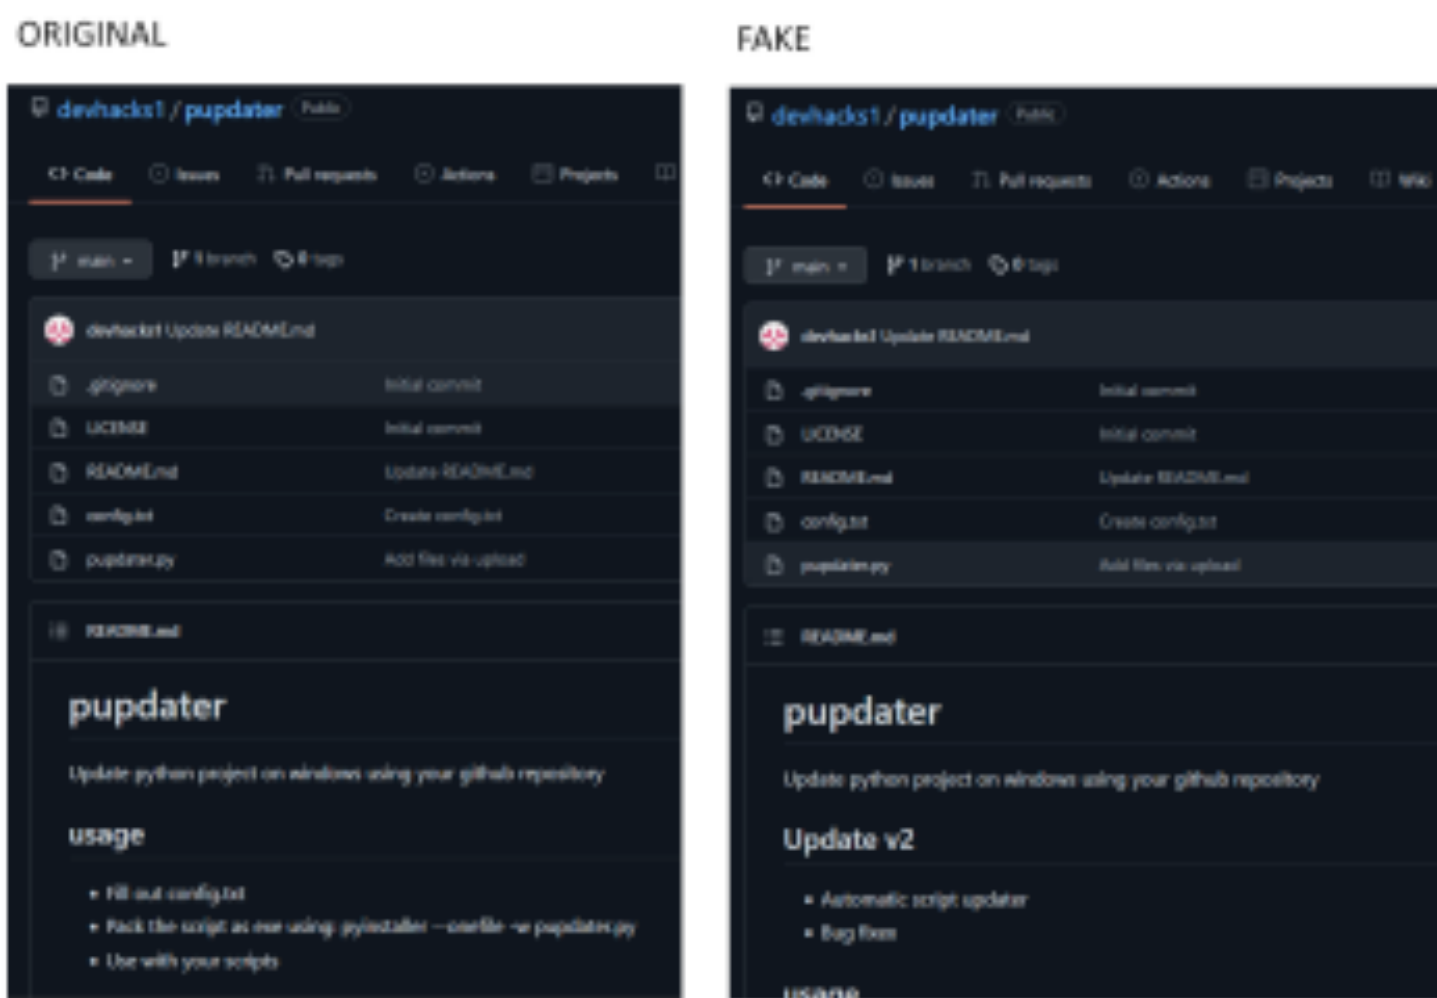 ORIGINAL
devhacks1 / pupdater Public
Code Issues Pull requests Actions Projects
main 1 branch 0 tags
devhacks1 Update README.md
.gitignore Initial commit
LICENSE Initial commit
README.md Update README.md
config.txt Create config.txt
pupdater.py Add files via upload
README.md
pupdater
Update python project on windows using your github repository
usage
• Fill out config.txt
• Pack the script as exe using: pyinstaller --onefile -w pupdater.py
• Use with your scripts
FAKE
devhacks1 / pupdater Public
Code Issues Pull requests Actions Projects Wiki
main 1 branch 0 tags
devhacks1 Update README.md
.gitignore Initial commit
LICENSE Initial commit
README.md Update README.md
config.txt Create config.txt
pupdater.py Add files via upload
README.md
pupdater
Update python project on windows using your github repository
Update v2
• Automatic script updater
• Bug fixes
usage